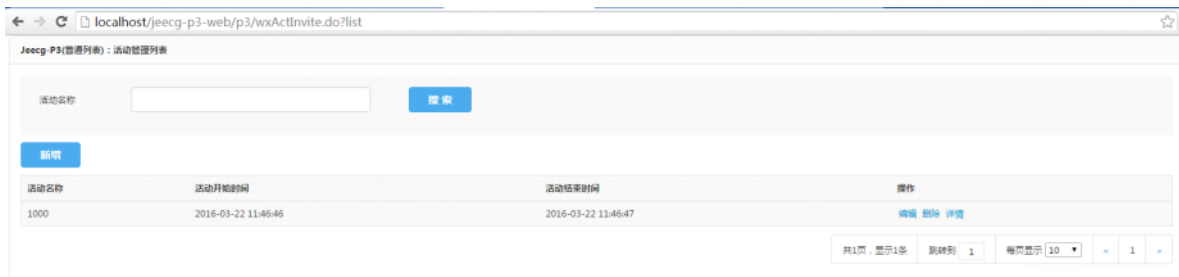 localhost/jeecg-p3-web/p3/wxActInvite.do?list
Jeecg-P3(普通列表)：活动管理列表
活动名称 搜 索
新增
活动名称 活动开始时间 活动结束时间 操作
1000 2016-03-22 11:46:46 2016-03-22 11:46:47 编辑 删除 详情
共1页，显示1条 跳转到 1 每页显示 10 « 1 »